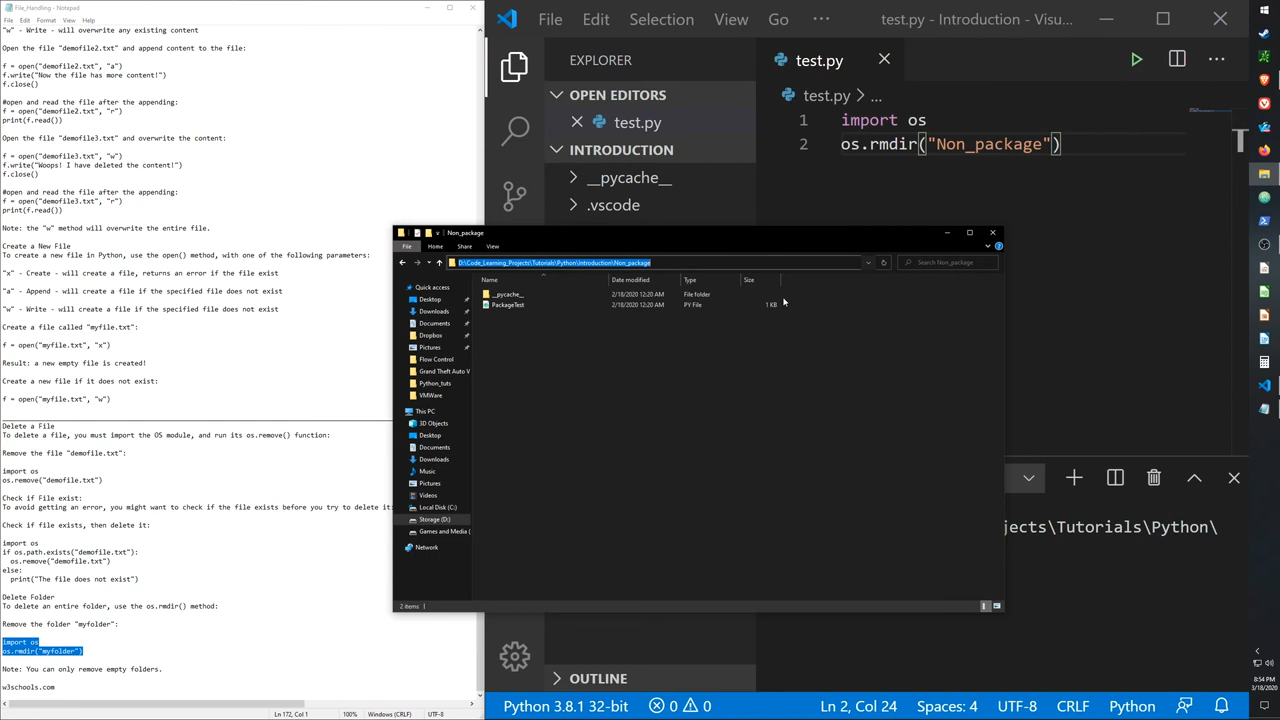 File_Handling - Notepad
File Edit Format View Help
"w" - Write - will overwrite any existing content
Open the file "demofile2.txt" and append content to the file:
f = open("demofile2.txt", "a")
f.write("Now the file has more content!")
f.close()
#open and read the file after the appending:
f = open("demofile2.txt", "r")
print(f.read())
Open the file "demofile3.txt" and overwrite the content:
f = open("demofile3.txt", "w")
f.write("Woops! I have deleted the content!")
f.close()
#open and read the file after the appending:
f = open("demofile3.txt", "r")
print(f.read())
Note: the "w" method will overwrite the entire file.
Create a New File
To create a new file in Python, use the open() method, with one of the following parameters:
"x" - Create - will create a file, returns an error if the file exist
"a" - Append - will create a file if the specified file does not exist
"w" - Write - will create a file if the specified file does not exist
Create a file called "myfile.txt":
f = open("myfile.txt", "x")
Result: a new empty file is created!
Create a new file if it does not exist:
f = open("myfile.txt", "w")
Delete a File
To delete a file, you must import the OS module, and run its os.remove() function:
Remove the file "demofile.txt":
import os
os.remove("demofile.txt")
Check if File exist:
To avoid getting an error, you might want to check if the file exists before you try to delete it:
Check if file exists, then delete it:
import os
if os.path.exists("demofile.txt"):
os.remove("demofile.txt")
else:
print("The file does not exist")
Delete Folder
To delete an entire folder, use the os.rmdir() method:
Remove the folder "myfolder":
import os
os.rmdir("myfolder")
Note: You can only remove empty folders.
w3schools.com
Ln 172, Col 1 100% Windows (CRLF) UTF-8
File Edit Selection View Go ... test.py - Introduction - Visu...
EXPLORER
OPEN EDITORS
test.py
INTRODUCTION
__pycache__
.vscode
test.py
test.py > ...
1 import os
2 os.rmdir("Non_package")
Non_package
File Home Share View
D:\Code_Learning_Projects\Tutorials\Python\Introduction\Non_package
Search Non_package
Name Date modified Type Size
__pycache__ 2/18/2020 12:20 AM File folder
PackageTest 2/18/2020 12:20 AM PY File 1 KB
Quick access
Desktop
Downloads
Documents
Dropbox
Pictures
Flow Control
Grand Theft Auto V
Python_tuts
VMWare
This PC
3D Objects
Desktop
Documents
Downloads
Music
Pictures
Videos
Local Disk (C:)
Storage (D:)
Games and Media (
Network
2 items
ojects\Tutorials\Python\
OUTLINE
Python 3.8.1 32-bit 0 0 Ln 2, Col 24 Spaces: 4 UTF-8 CRLF Python
8:54 PM
3/18/2020